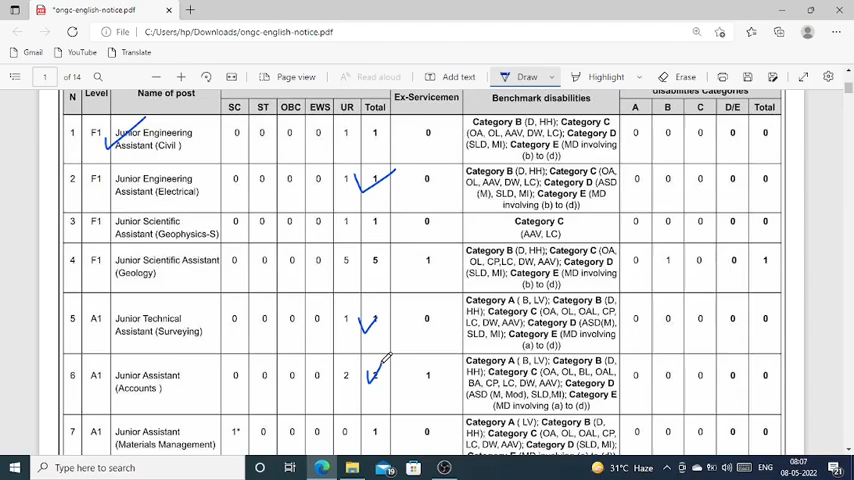 *ongc-english-notice.pdf
File
C:/Users/hp/Downloads/ongc-english-notice.pdf
Gmail YouTube Translate
1 of 14 Page view Read aloud Add text Draw Highlight Erase
N Level Name of post SC ST OBC EWS UR Total Ex-Servicemen Benchmark disabilities disabilities Categories A B C D/E Total
1 F1 Junior Engineering Assistant (Civil ) 0 0 0 0 1 1 0 Category B (D, HH); Category C (OA, OL, AAV, DW, LC); Category D (SLD, MI); Category E (MD involving (b) to (d)) 0 0 0 0 0
2 F1 Junior Engineering Assistant (Electrical) 0 0 0 0 1 1 0 Category B (D, HH); Category C (OA, OL, AAV, DW, LC); Category D (ASD (M), SLD, MI); Category E (MD involving (b) to (d)) 0 0 0 0 0
3 F1 Junior Scientific Assistant (Geophysics-S) 0 0 0 0 1 1 0 Category C (AAV, LC) 0 0 0 0 0
4 F1 Junior Scientific Assistant (Geology) 0 0 0 0 5 5 1 Category B (D, HH); Category C (OA, OL, CP,LC, DW, AAV); Category D (SLD, MI); Category E (MD involving (b) to (d)) 0 1 0 0 1
5 A1 Junior Technical Assistant (Surveying) 0 0 0 0 1 0 Category A ( B, LV); Category B (D, HH); Category C (OA, OL, OAL, CP, LC, DW, AAV); Category D (ASD(M), SLD, MI); Category E (MD involving (a) to (d)) 0 0 0 0 0
6 A1 Junior Assistant (Accounts ) 0 0 0 0 2 1 Category A ( B, LV); Category B (D, HH); Category C (OA, OL, BL, OAL, BA, CP, LC, DW, AAV); Category D (ASD (M, Mod), SLD,MI); Category E (MD involving (a) to (d)) 0 0 0 0 0
7 A1 Junior Assistant (Materials Management) 1* 0 0 0 0 1 0 Category A ( LV); Category B (D, HH); Category C (OA, OL, OAL, CP, LC, DW, AAV); Category D (SLD, MI); 0 0 0 0 0
Type here to search
19
31°C Haze
ENG
08:07
08-05-2022
21